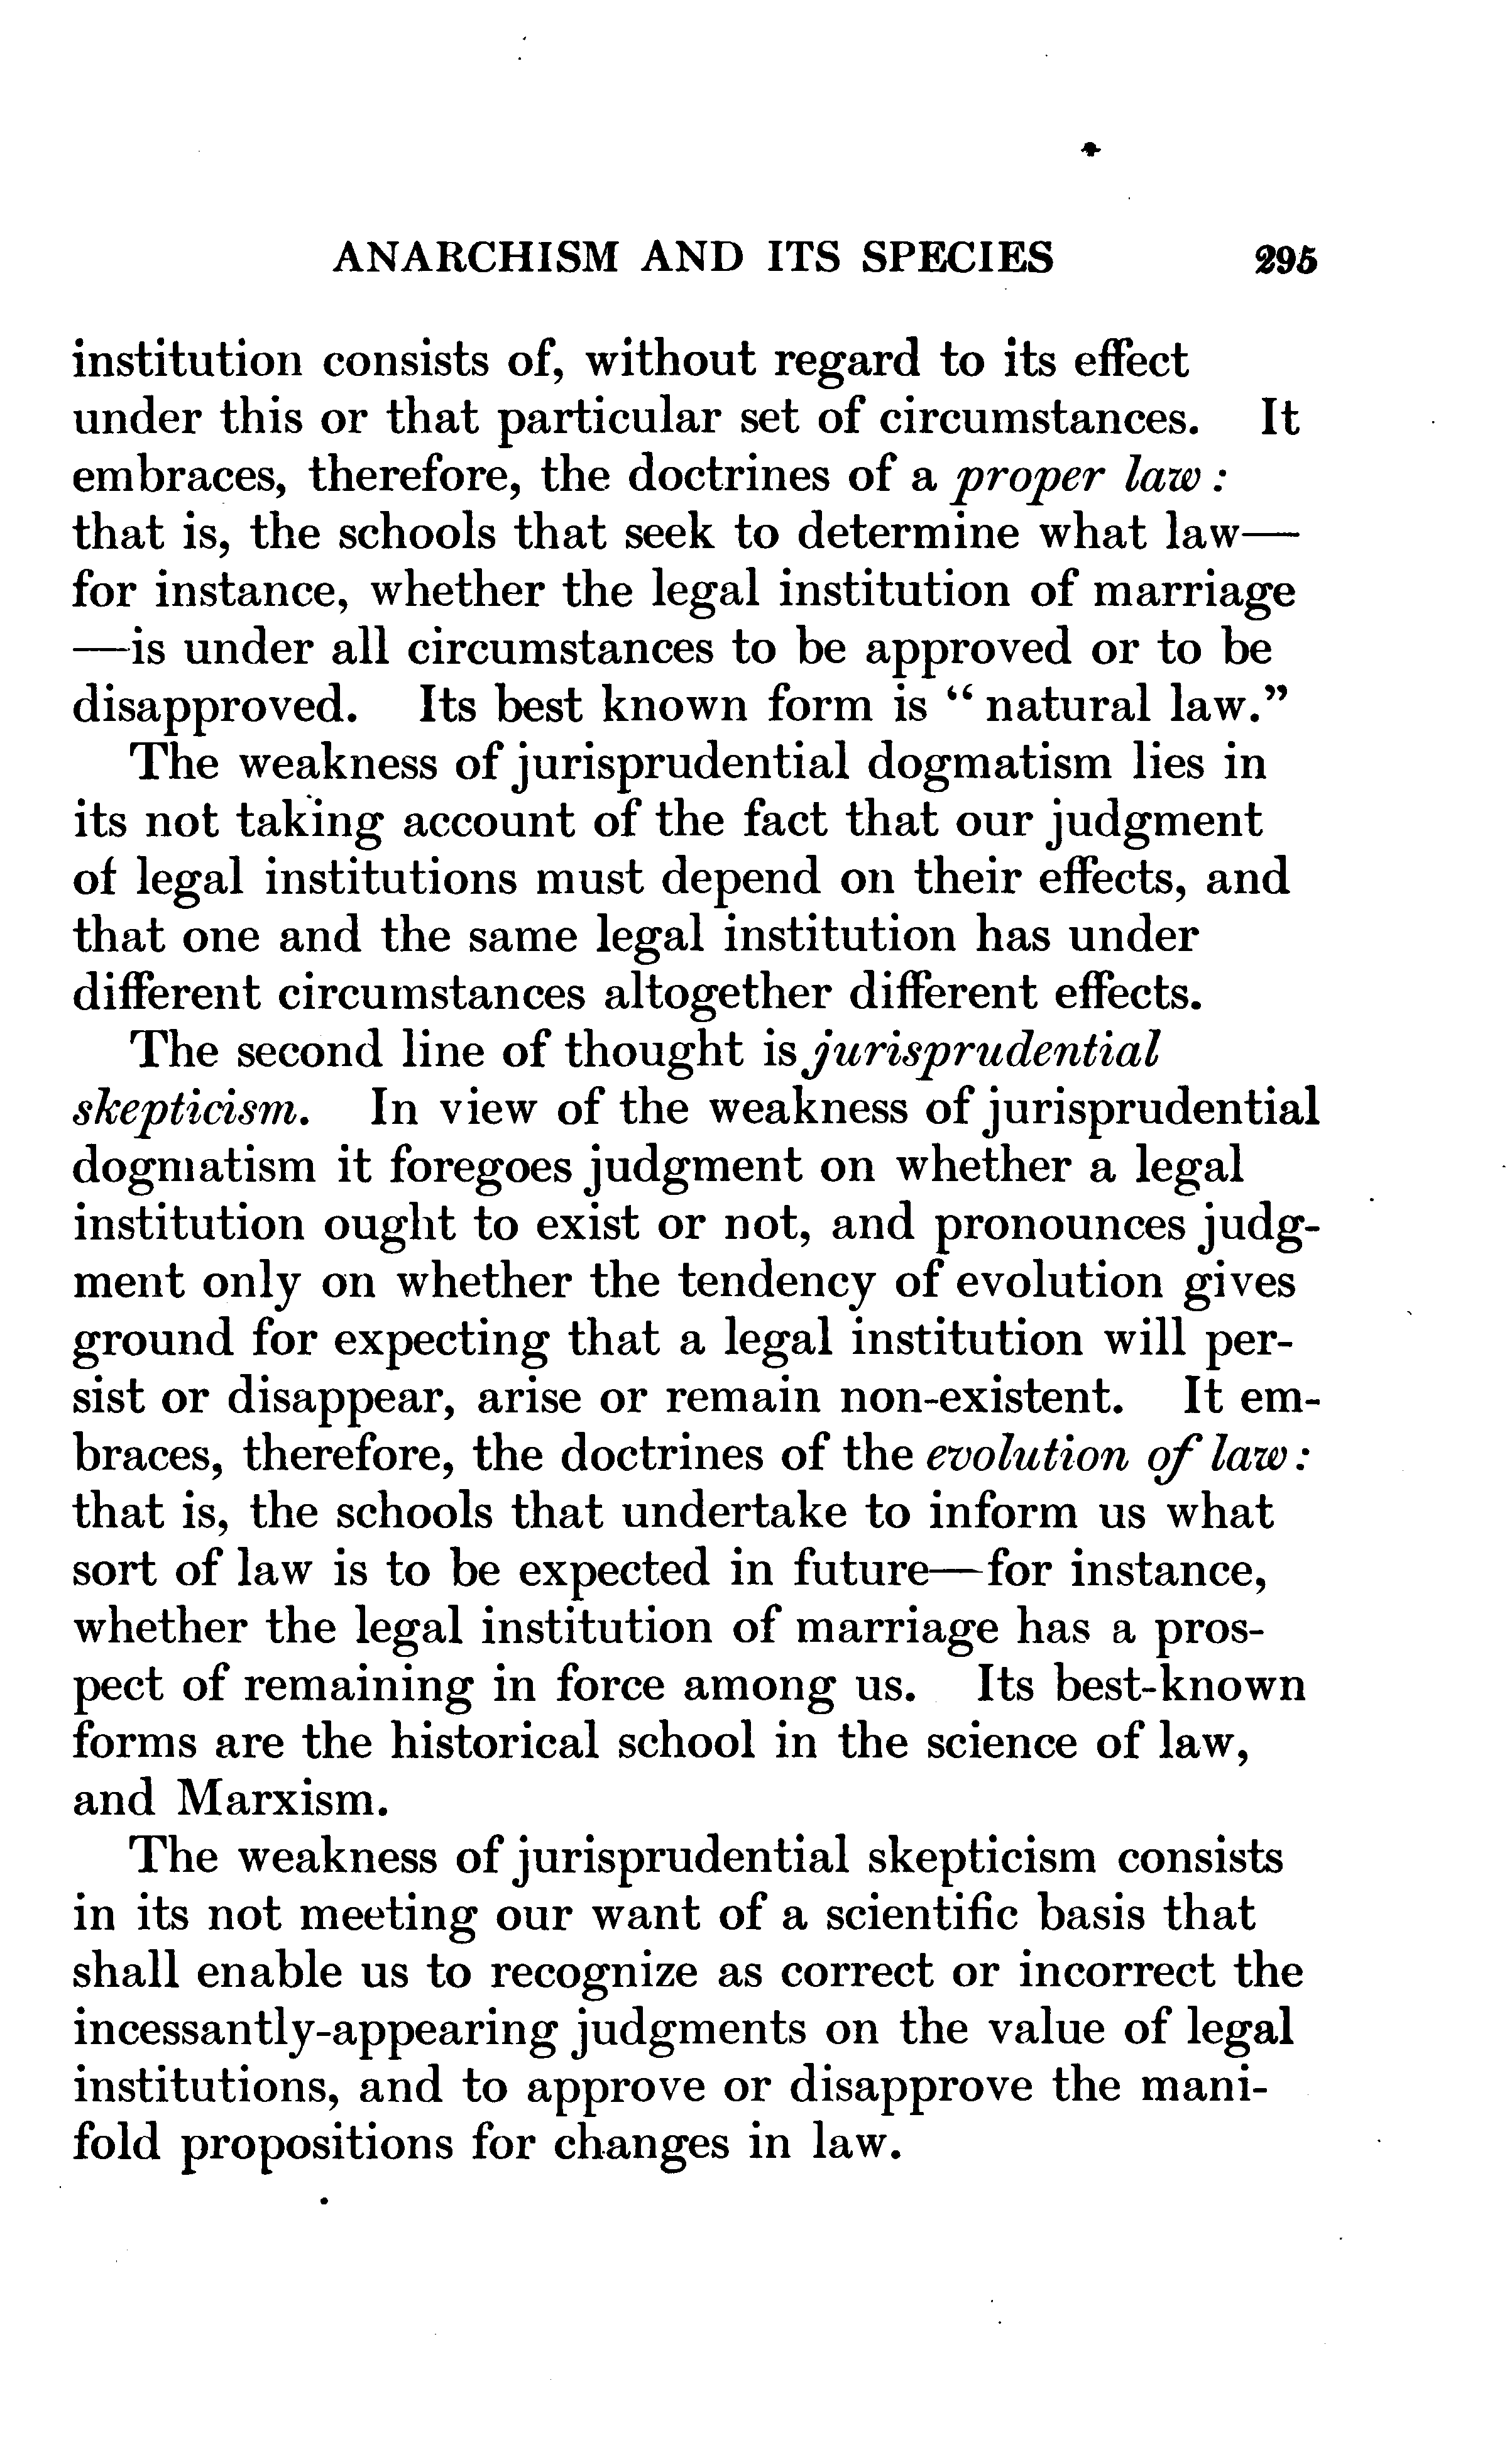 ANARCHISM AND ITS SPECIES 295
institution consists of, without regard to its effect
under this or that particular set of circumstances. It
embraces, therefore, the doctrines of a proper law :
that is, the schools that seek to determine what law—
for instance, whether the legal institution of marriage
—is under all circumstances to be approved or to be
disapproved. Its best known form is “ natural law.”
The weakness of jurisprudential dogmatism lies in
its not taking account of the fact that our judgment
of legal institutions must depend on their effects, and
that one and the same legal institution has under
different circumstances altogether different effects.
The second line of thought is jurisprudential
skepticism. In view of the weakness of jurisprudential
dogmatism it foregoes judgment on whether a legal
institution ought to exist or not, and pronounces judg-
ment only on whether the tendency of evolution gives
ground for expecting that a legal institution will per-
sist or disappear, arise or remain non-existent. It em-
braces, therefore, the doctrines of the evolution of law :
that is, the schools that undertake to inform us what
sort of law is to be expected in future—for instance,
whether the legal institution of marriage has a pros-
pect of remaining in force among us. Its best-known
forms are the historical school in the science of law,
and Marxism.
The weakness of jurisprudential skepticism consists
in its not meeting our want of a scientific basis that
shall enable us to recognize as correct or incorrect the
incessantly-appearing judgments on the value of legal
institutions, and to approve or disapprove the mani-
fold propositions for changes in law.